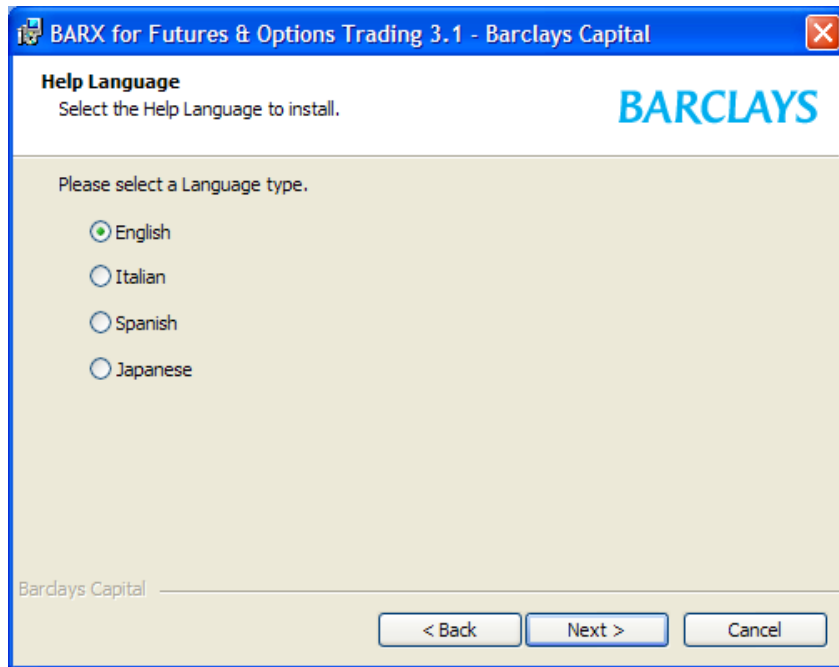 BARX for Futures & Options Trading 3.1 - Barclays Capital
Help Language
Select the Help Language to install.
BARCLAYS
Please select a Language type.
English
Italian
Spanish
Japanese
Barclays Capital
< Back Next > Cancel